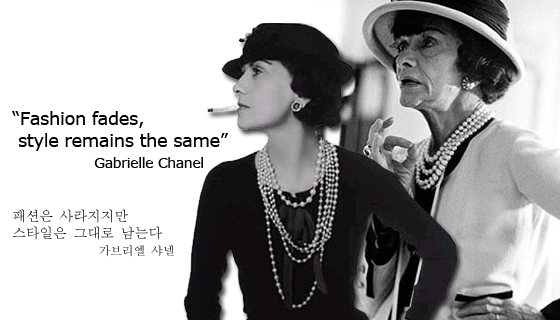 “Fashion fades,
style remains the same”
Gabrielle Chanel
패션은 사라지지만
스타일은 그대로 남는다
가브리엘 샤넬